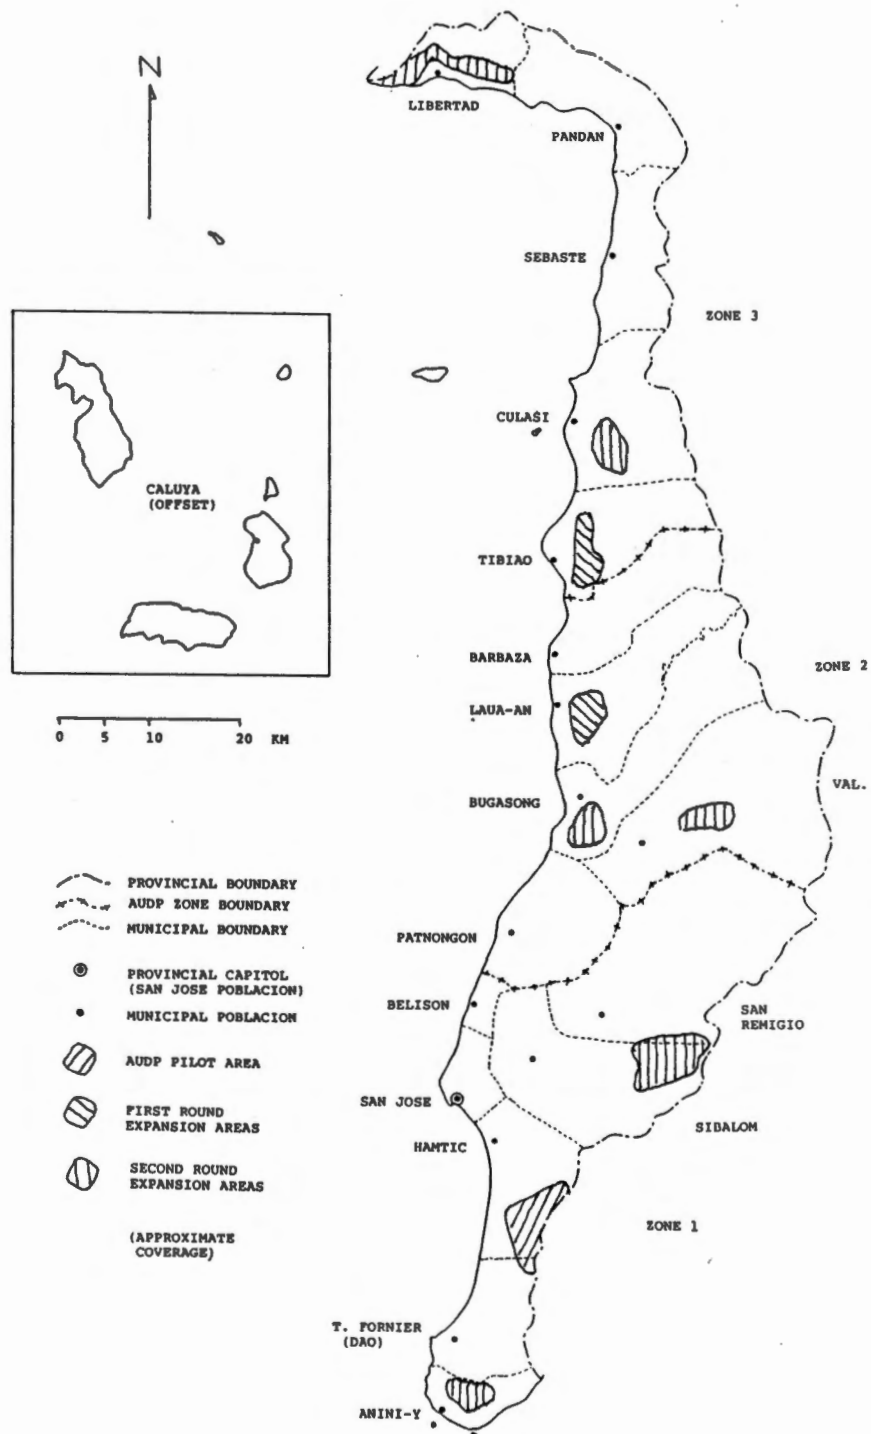 N
LIBERTAD
PANDAN
SEBASTE
ZONE 3
CULASI
CALUYA
(OFFSET)
TIBIAO
BARBAZA
ZONE 2
LAUA-AN
0 5 10 20 KM
VAL.
BUGASONG
PROVINCIAL BOUNDARY
AUDP ZONE BOUNDARY
MUNICIPAL BOUNDARY
PATNONGON
PROVINCIAL CAPITOL
(SAN JOSE POBLACION)
BELISON
MUNICIPAL POBLACION
SAN
REMIGIO
AUDP PILOT AREA
SAN JOSE
FIRST ROUND
EXPANSION AREAS
SIBALOM
HAMTIC
SECOND ROUND
EXPANSION AREAS
ZONE 1
(APPROXIMATE
COVERAGE)
T. FORNIER
(DAO)
ANINI-Y